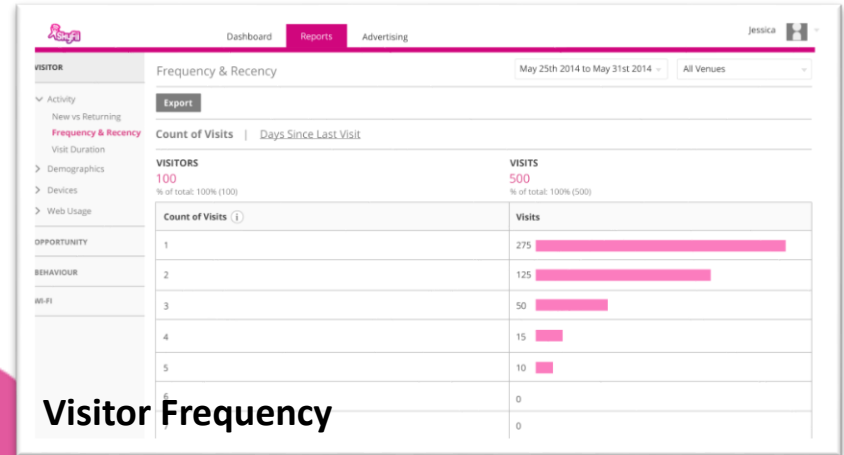 Skyfii
Dashboard Reports Advertising Jessica
VISITOR
Frequency & Recency May 25th 2014 to May 31st 2014 All Venues
Activity
New vs Returning
Frequency & Recency
Visit Duration
Demographics
Devices
Web Usage
OPPORTUNITY
BEHAVIOUR
WI-FI
Export
Count of Visits | Days Since Last Visit
VISITORS VISITS
100 500
% of total: 100% (100) % of total: 100% (500)
Count of Visits i Visits
1 275
2 125
3 50
4 15
5 10
6 0
7 0
Visitor Frequency